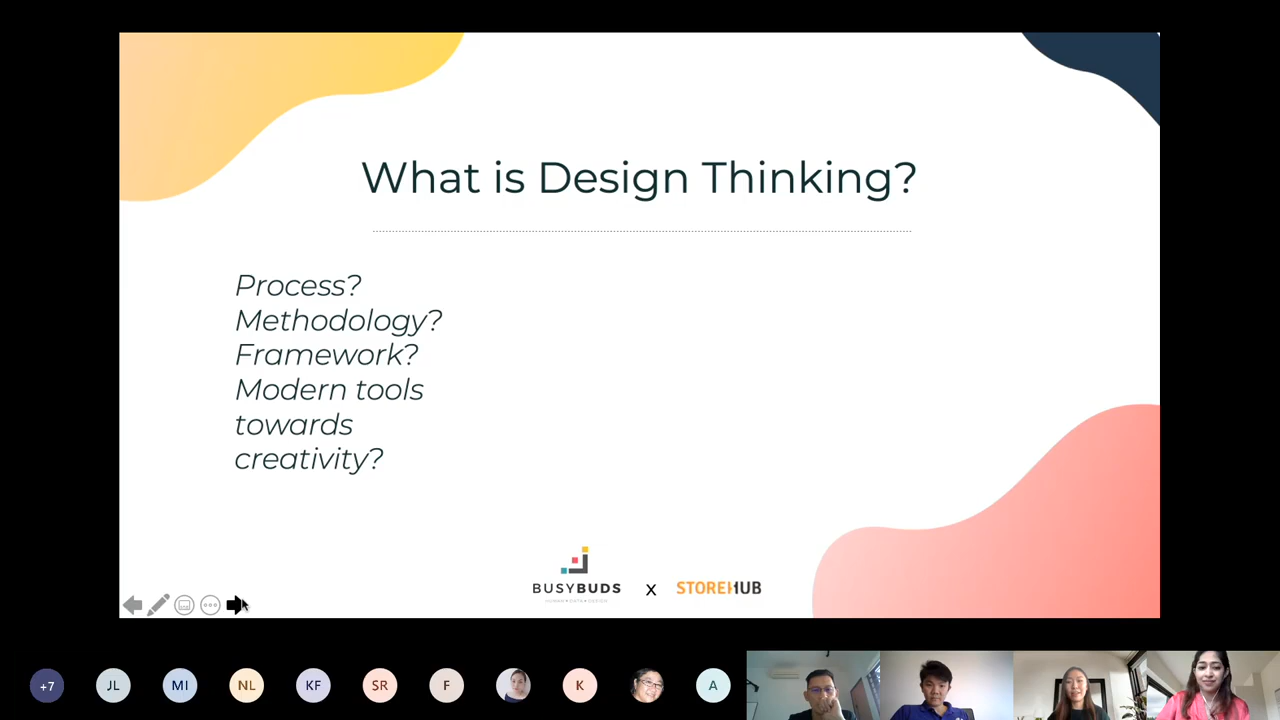 What is Design Thinking?
Process?
Methodology?
Framework?
Modern tools
towards
creativity?
BUSYBUDS
x
STOREHUB
+7
JL
MI
NL
KF
SR
F
K
A